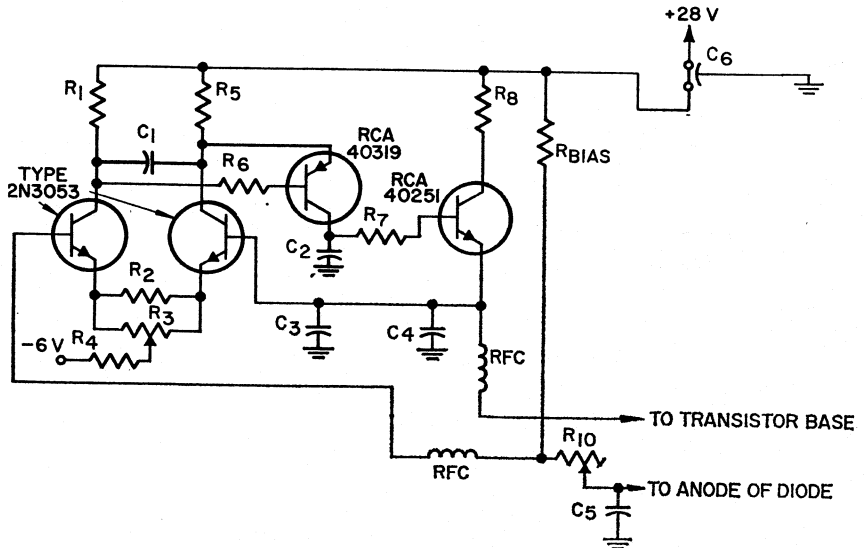 +28 V
C6
R1
R5
R8
C1
RBIAS
RCA
40319
R6
TYPE
2N3053
RCA
40251
R7
C2
R2
R3
C3
C4
R4
-6 V
RFC
TO TRANSISTOR BASE
R10
RFC
TO ANODE OF DIODE
C5